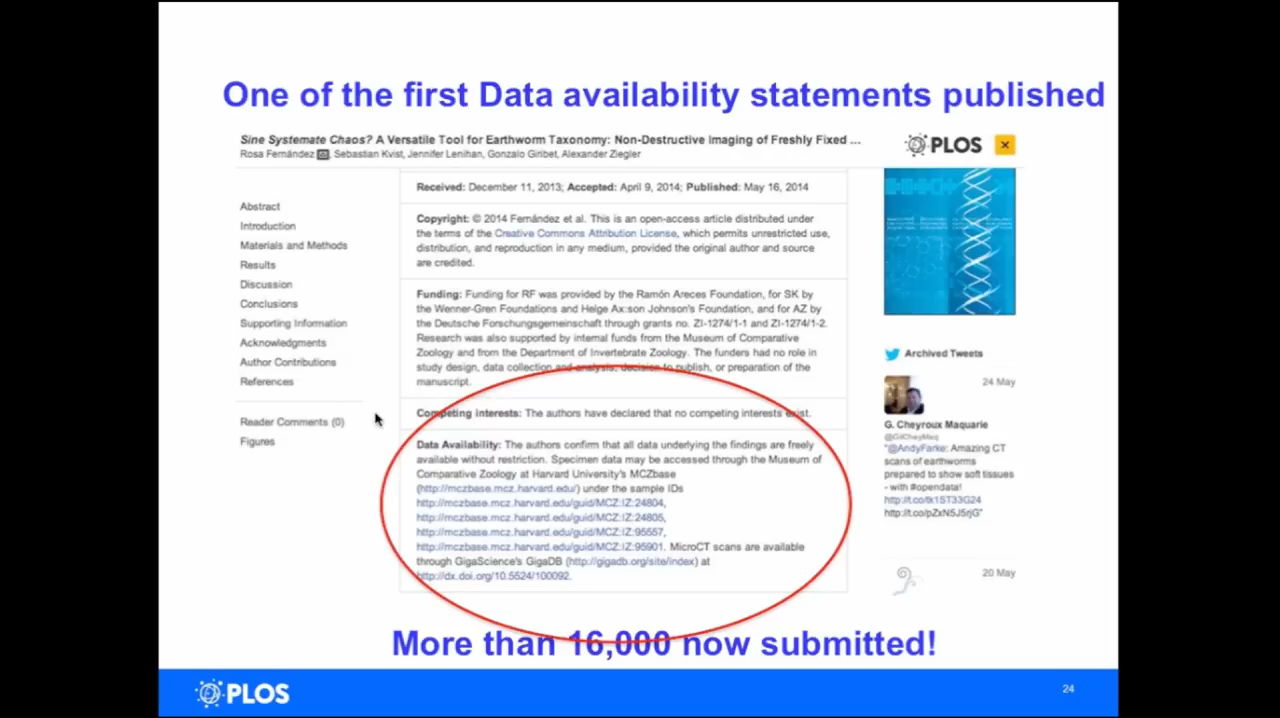 One of the first Data availability statements published
Sine Systemate Chaos? A Versatile Tool for Earthworm Taxonomy: Non-Destructive Imaging of Freshly Fixed ...
Rosa Fernández, Sebastian Kvist, Jennifer Lenihan, Gonzalo Giribet, Alexander Ziegler
PLOS
Abstract
Introduction
Materials and Methods
Results
Discussion
Conclusions
Supporting Information
Acknowledgments
Author Contributions
References
Reader Comments (0)
Figures
Received: December 11, 2013; Accepted: April 9, 2014; Published: May 16, 2014
Copyright: © 2014 Fernández et al. This is an open-access article distributed under
the terms of the Creative Commons Attribution License, which permits unrestricted use,
distribution, and reproduction in any medium, provided the original author and source
are credited.
Funding: Funding for RF was provided by the Ramón Areces Foundation, for SK by
the Wenner-Gren Foundations and Helge Ax:son Johnson's Foundation, and for AZ by
the Deutsche Forschungsgemeinschaft through grants no. ZI-1274/1-1 and ZI-1274/1-2.
Research was also supported by internal funds from the Museum of Comparative
Zoology and from the Department of Invertebrate Zoology. The funders had no role in
study design, data collection and analysis, decision to publish, or preparation of the
manuscript.
Competing interests: The authors have declared that no competing interests exist.
Data Availability: The authors confirm that all data underlying the findings are freely
available without restriction. Specimen data may be accessed through the Museum of
Comparative Zoology at Harvard University's MCZbase
(http://mczbase.mcz.harvard.edu/) under the sample IDs
http://mczbase.mcz.harvard.edu/guid/MCZ:IZ:24804,
http://mczbase.mcz.harvard.edu/guid/MCZ:IZ:24805,
http://mczbase.mcz.harvard.edu/guid/MCZ:IZ:95557,
http://mczbase.mcz.harvard.edu/guid/MCZ:IZ:95901. MicroCT scans are available
through GigaScience's GigaDB (http://gigadb.org/site/index) at
http://dx.doi.org/10.5524/100092.
Archived Tweets
24 May
G. Cheyroux Maquarie
@GilCheyMaq
"@AndyFarke: Amazing CT
scans of earthworms
prepared to show soft tissues
- with #opendata!
http://t.co/tk1ST33G24
http://t.co/pZxN5J5rjG"
20 May
More than 16,000 now submitted!
PLOS
24